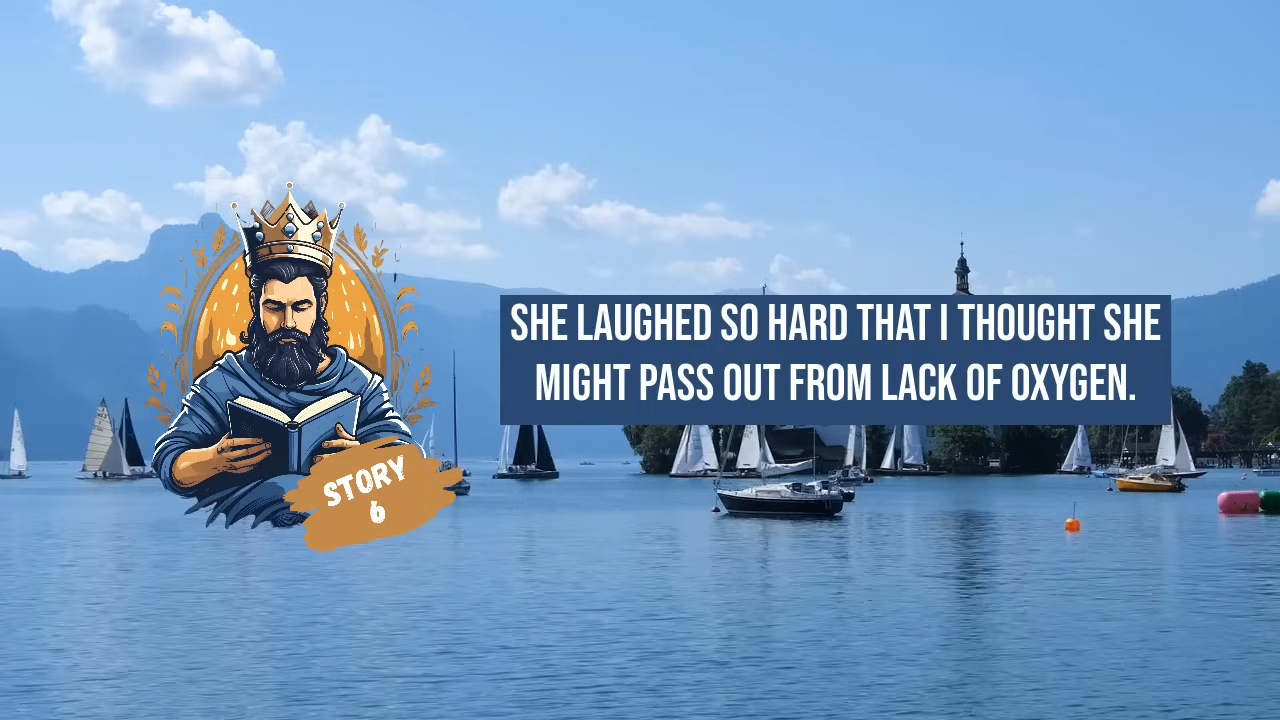 SHE LAUGHED SO HARD THAT I THOUGHT SHE
MIGHT PASS OUT FROM LACK OF OXYGEN.
STORY
6